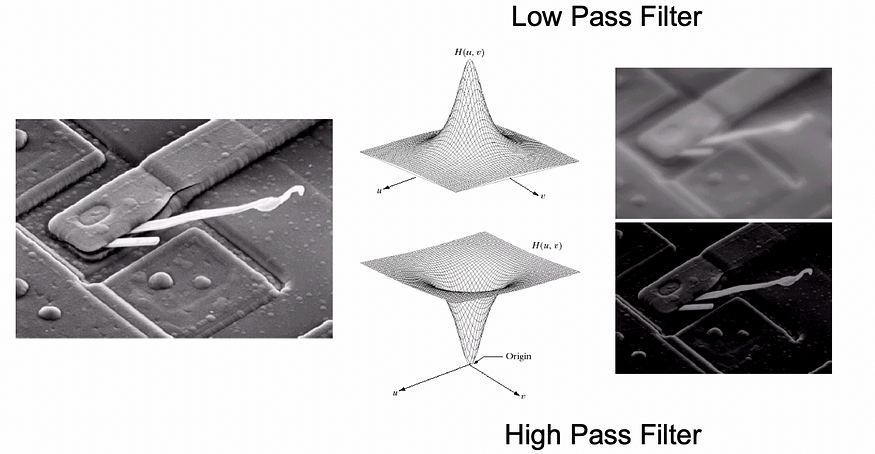 Low Pass Filter
H(u, v)
u
v
H(u, v)
Origin
u
v
High Pass Filter